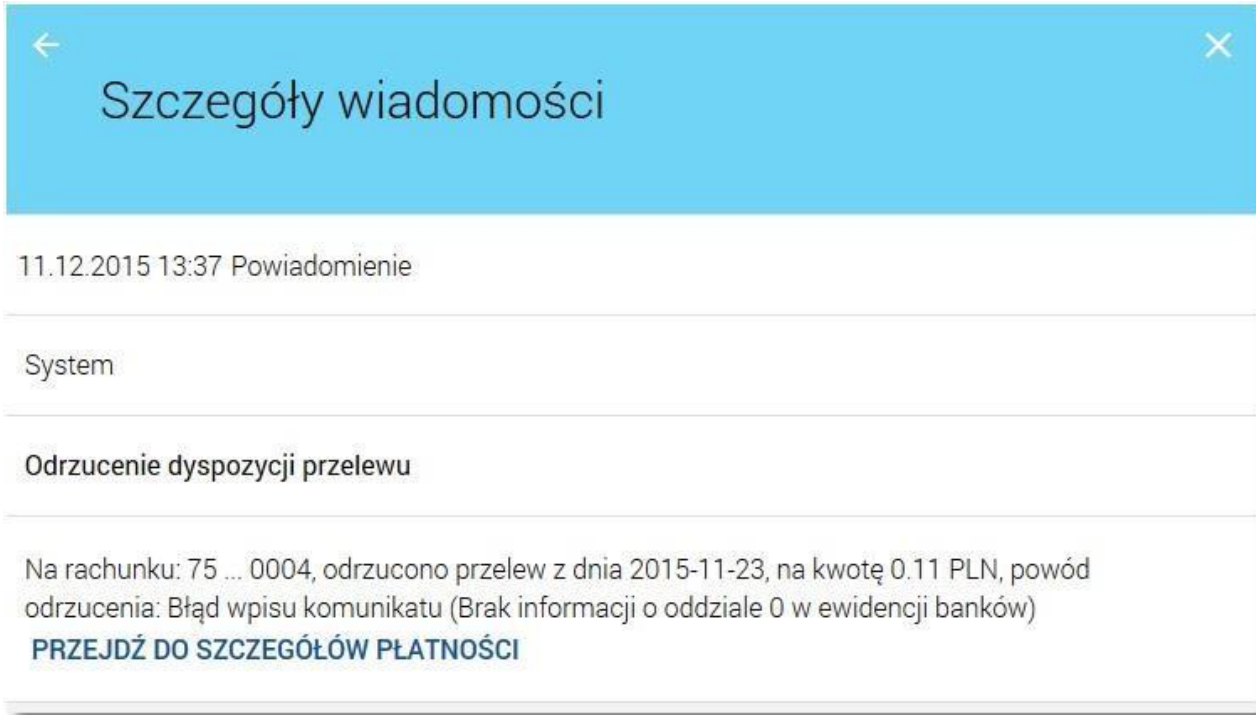 Szczegóły wiadomości
11.12.2015 13:37 Powiadomienie
System
Odrzucenie dyspozycji przelewu
Na rachunku: 75 ... 0004, odrzucono przelew z dnia 2015-11-23, na kwotę 0.11 PLN, powód
odrzucenia: Błąd wpisu komunikatu (Brak informacji o oddziale 0 w ewidencji banków)
PRZEJDŹ DO SZCZEGÓŁÓW PŁATNOŚCI